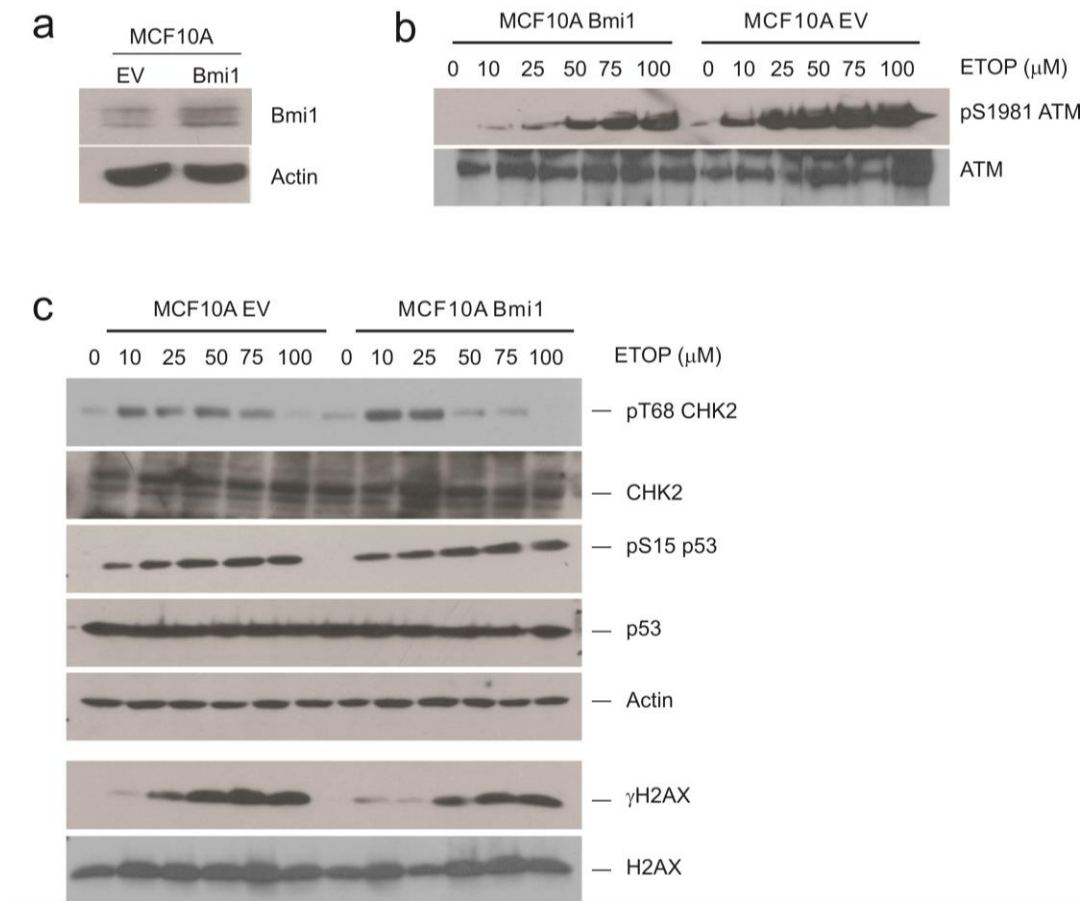 a
MCF10A
EV Bmi1
Bmi1
Actin
b
MCF10A Bmi1 MCF10A EV
0 10 25 50 75 100 0 10 25 50 75 100 ETOP (μM)
pS1981 ATM
ATM
c
MCF10A EV MCF10A Bmi1
0 10 25 50 75 100 0 10 25 50 75 100 ETOP (μM)
pT68 CHK2
CHK2
pS15 p53
p53
Actin
γH2AX
H2AX